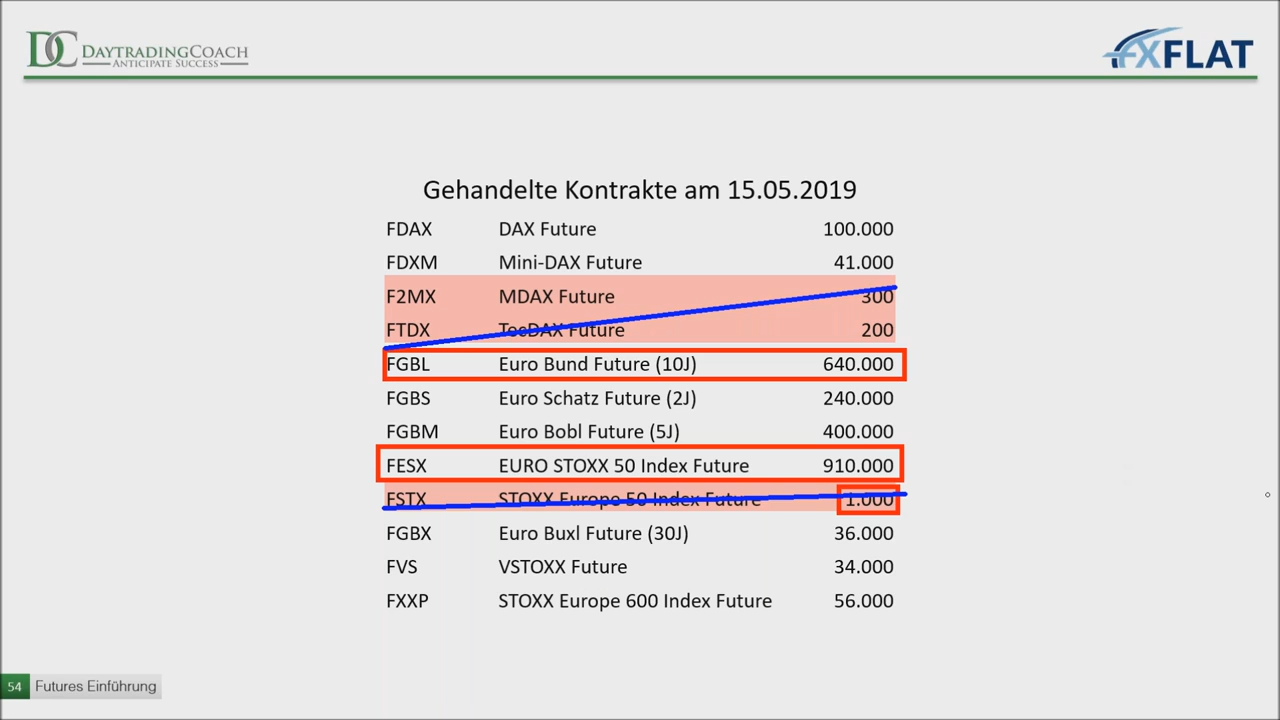 DC DAYTRADINGCOACH
ANTICIPATE SUCCESS
FXFLAT
Gehandelte Kontrakte am 15.05.2019
FDAX DAX Future 100.000
FDXM Mini-DAX Future 41.000
F2MX MDAX Future 300
FTDX TecDAX Future 200
FGBL Euro Bund Future (10J) 640.000
FGBS Euro Schatz Future (2J) 240.000
FGBM Euro Bobl Future (5J) 400.000
FESX EURO STOXX 50 Index Future 910.000
FSTX STOXX Europe 50 Index Future 1.000
FGBX Euro Buxl Future (30J) 36.000
FVS VSTOXX Future 34.000
FXXP STOXX Europe 600 Index Future 56.000
54 Futures Einführung